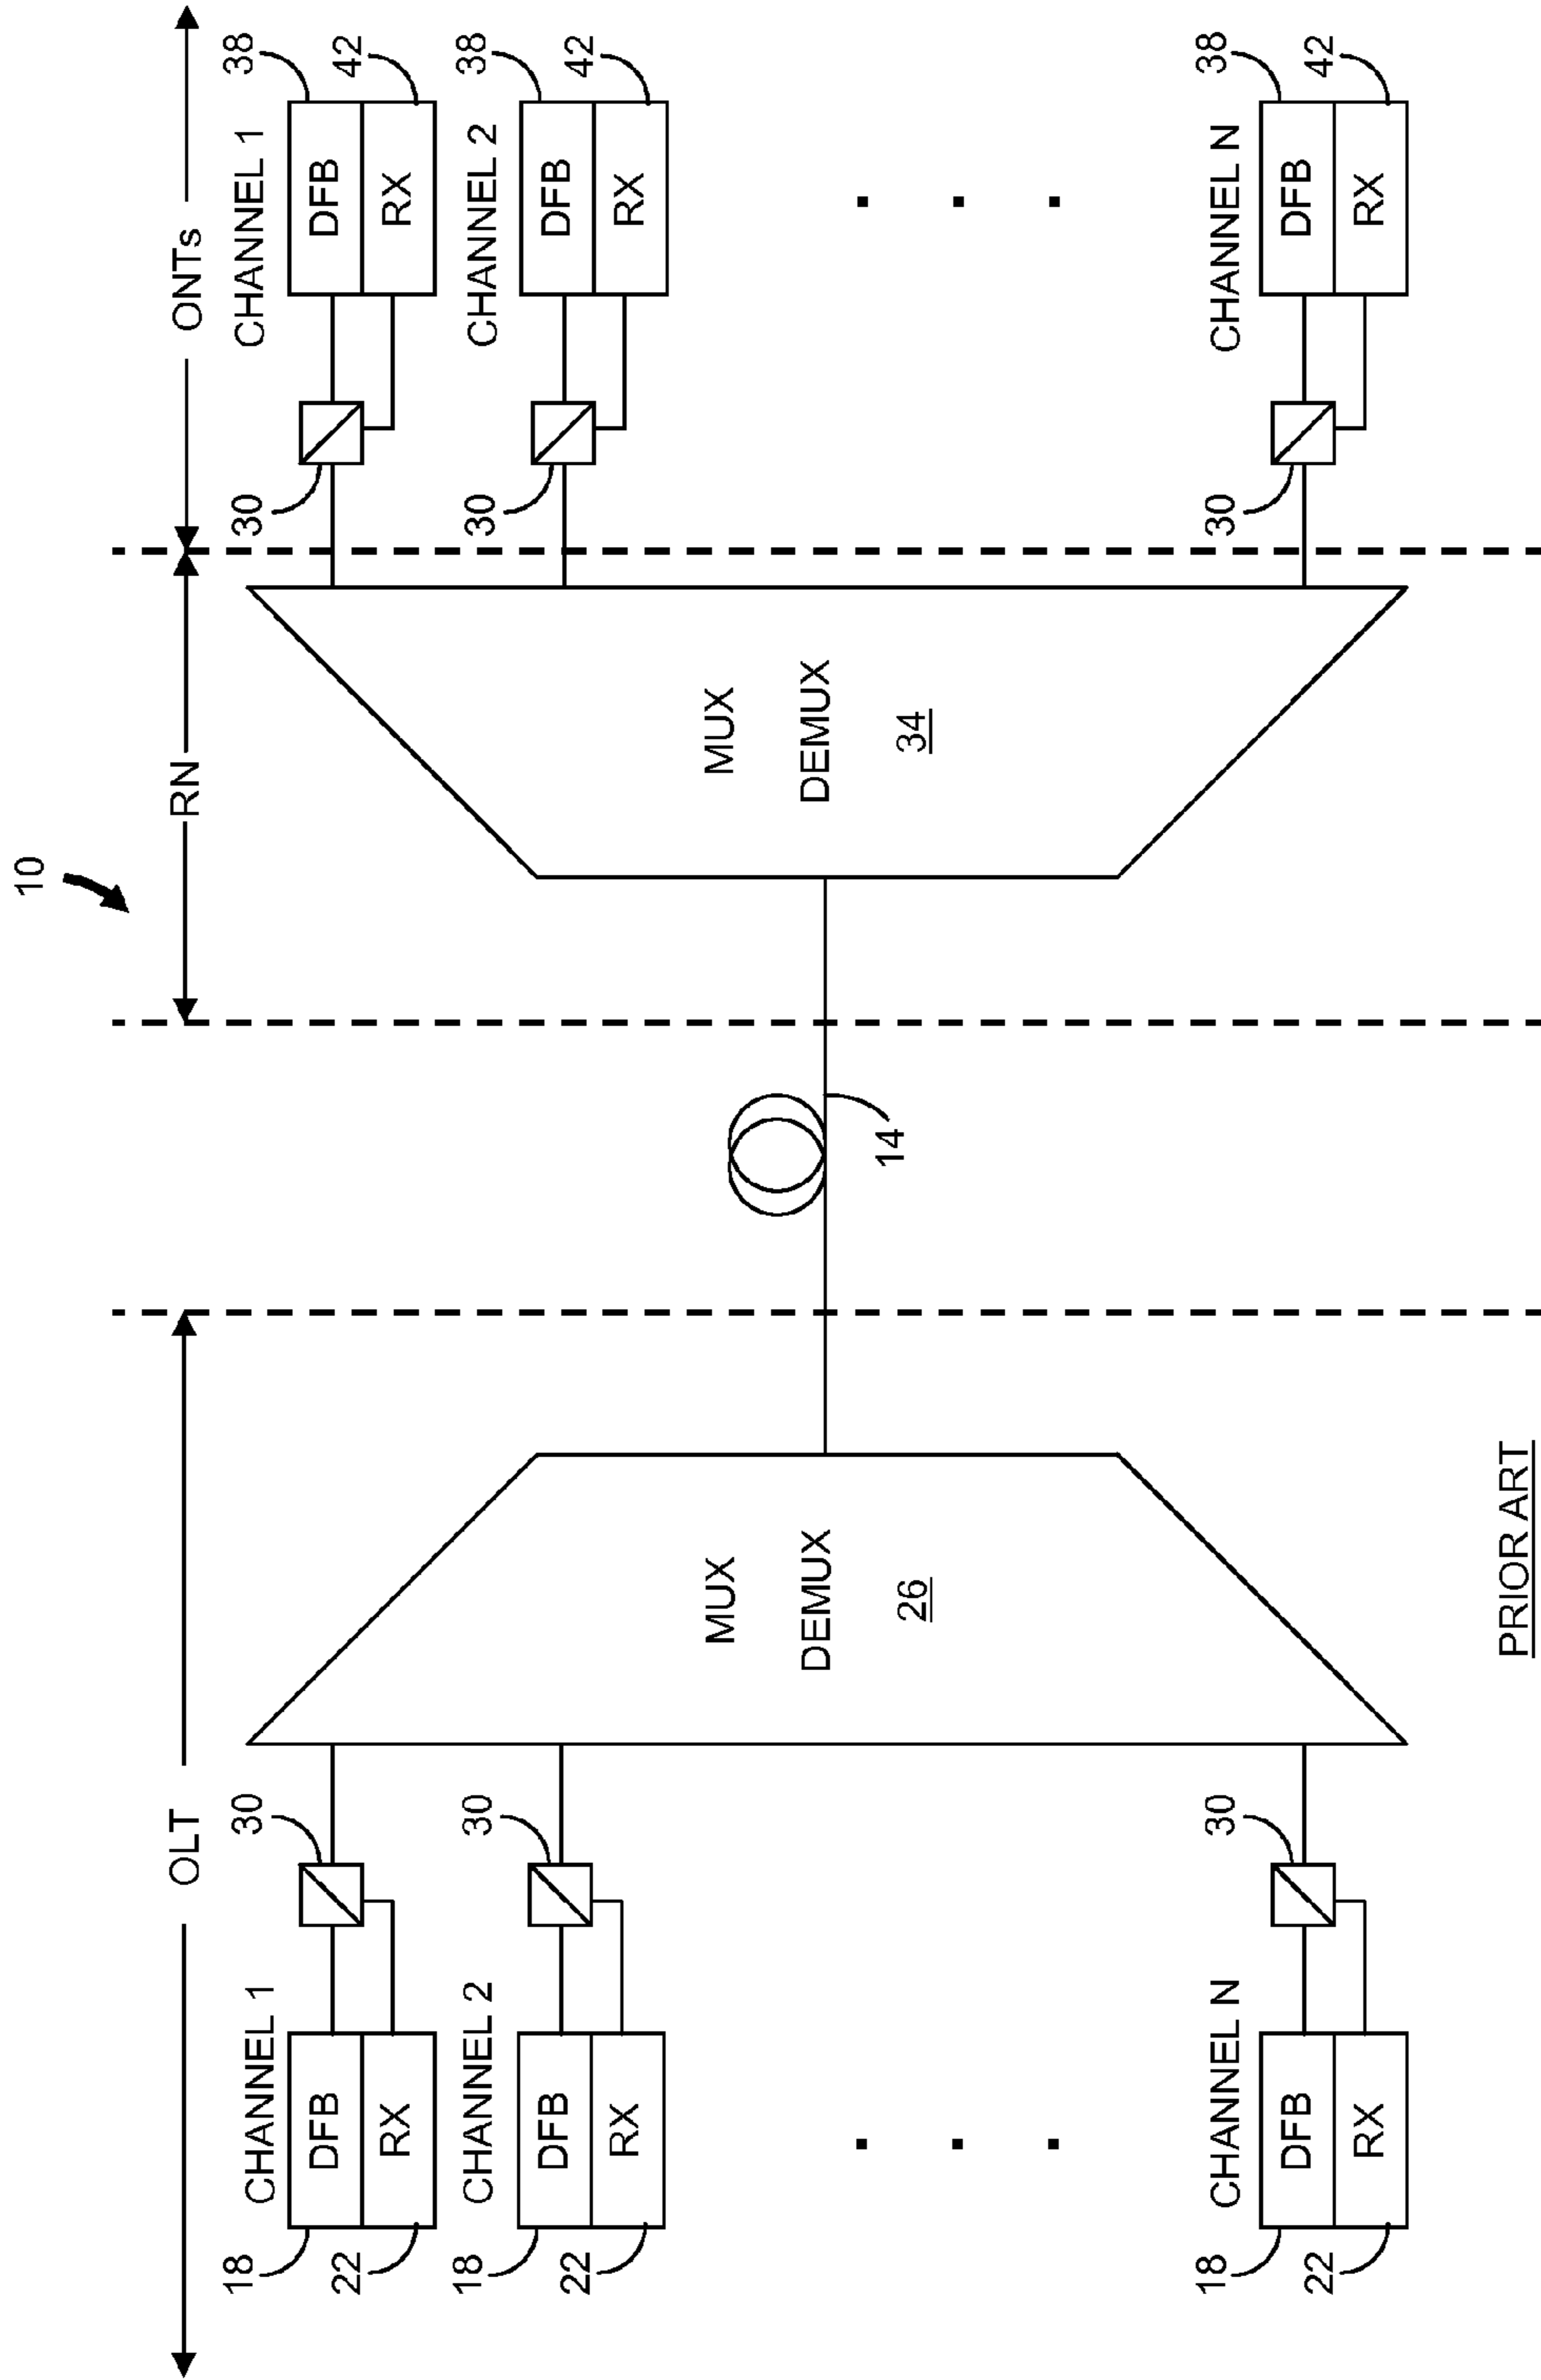 10
OLT
RN
ONTs
CHANNEL 1
18
DFB
22
RX
30
CHANNEL 2
18
DFB
22
RX
30
CHANNEL N
18
DFB
22
RX
30
MUX
DEMUX
26
14
MUX
DEMUX
34
CHANNEL 1
30
DFB
38
RX
42
CHANNEL 2
30
DFB
38
RX
42
CHANNEL N
30
DFB
38
RX
42
PRIOR ART